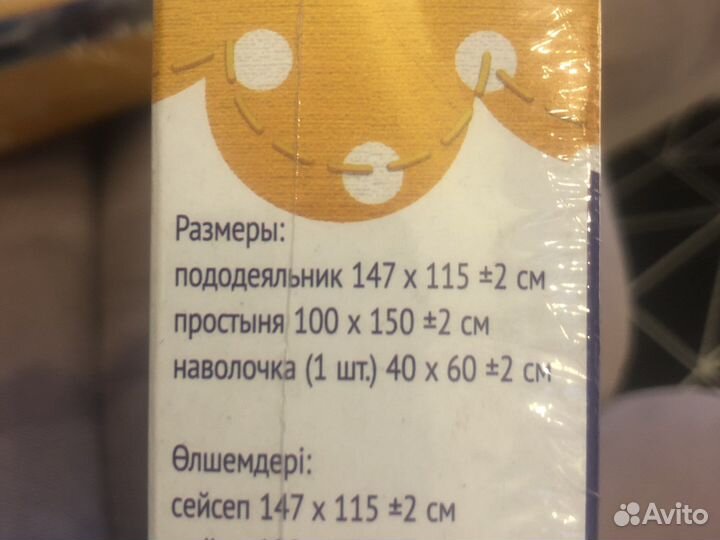 Размеры:
пододеяльник 147 х 115 ±2 см
простыня 100 х 150 ±2 см
наволочка (1 шт.) 40 х 60 ±2 см
Өлшемдері:
сейсеп 147 х 115 ±2 см
Avito